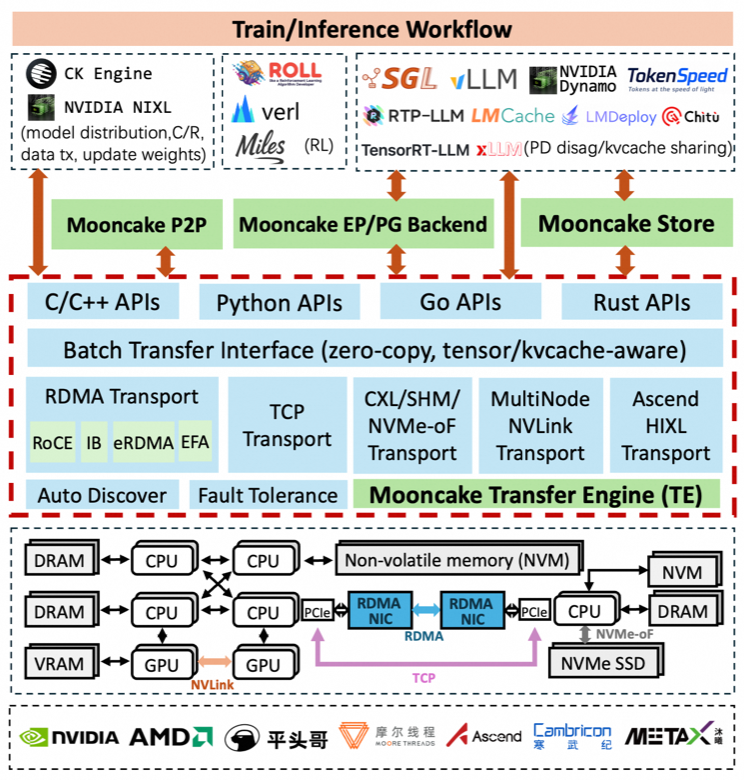 Train/Inference Workflow
CK Engine
NVIDIA NIXL
(model distribution,C/R,
data tx, update weights)
ROLL
verl
Miles (RL)
SGL vLLM NVIDIA Dynamo TokenSpeed
Tokens at the speed of light
RTP-LLM LMCache LMDeploy Chitu
TensorRT-LLM xLLM(PD disag/kvcache sharing)
Mooncake P2P
Mooncake EP/PG Backend
Mooncake Store
C/C++ APIs
Python APIs
Go APIs
Rust APIs
Batch Transfer Interface (zero-copy, tensor/kvcache-aware)
RDMA Transport
RoCE IB eRDMA EFA
TCP
Transport
CXL/SHM/
NVMe-oF
Transport
MultiNode
NVLink
Transport
Ascend
HIXL
Transport
Auto Discover
Fault Tolerance
Mooncake Transfer Engine (TE)
DRAM CPU CPU Non-volatile memory (NVM)
NVM
DRAM CPU CPU PCIe RDMA NIC RDMA NIC PCIe CPU DRAM
RDMA
NVMe-oF
VRAM GPU GPU NVMe SSD
NVLink
TCP
NVIDIA AMD 平头哥 摩尔线程 MOORE THREADS Ascend Cambricon 寒武纪 METAX 沐曦